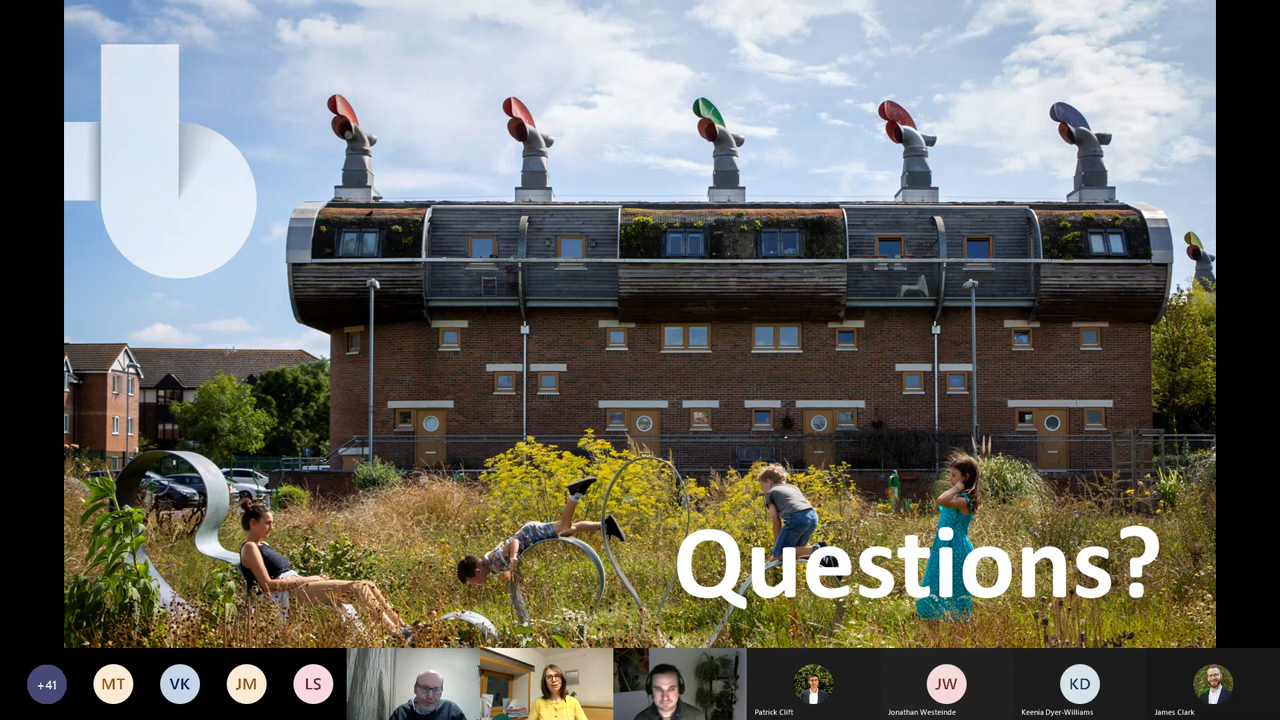 Questions?
+41
MT
VK
JM
LS
Patrick Clift
JW
Jonathan Westeinde
KD
Keenia Dyer-Williams
James Clark